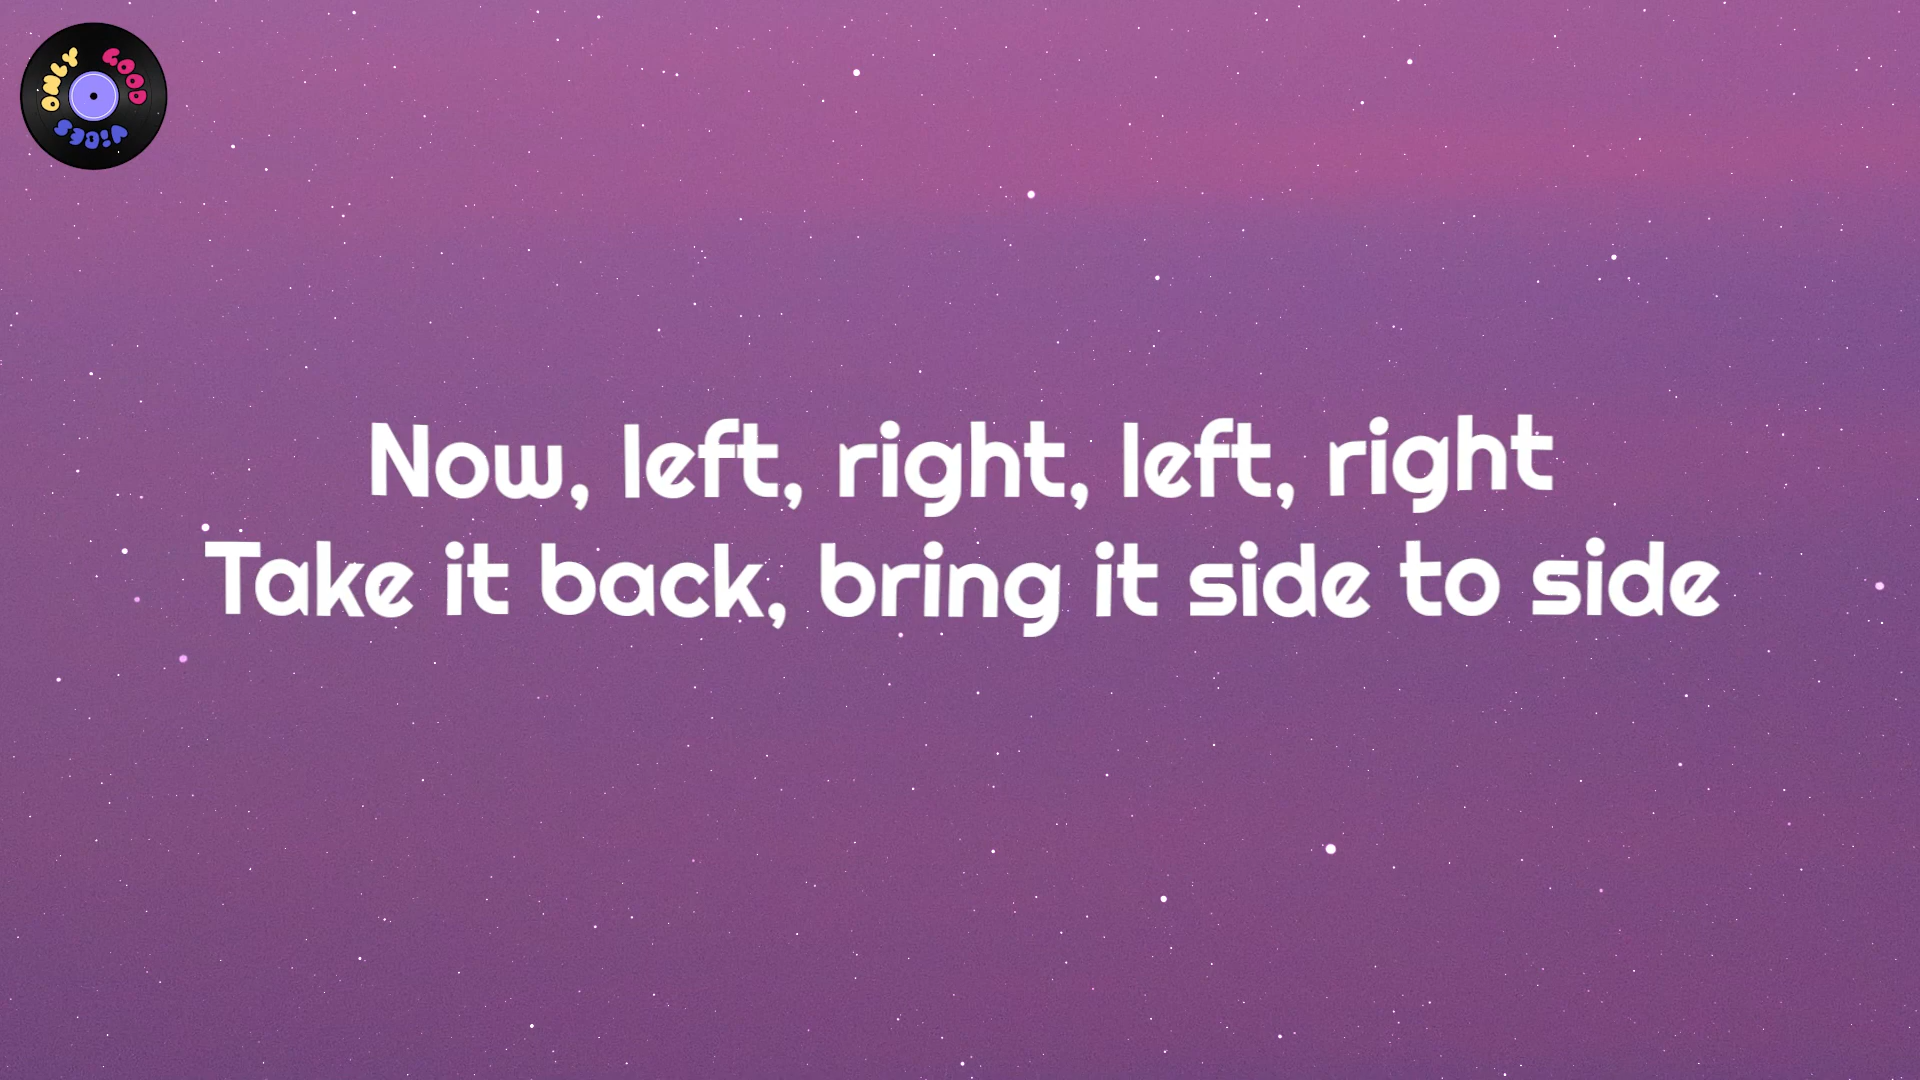 ONLY GOOD VIBES
Now, left, right, left, right
Take it back, bring it side to side